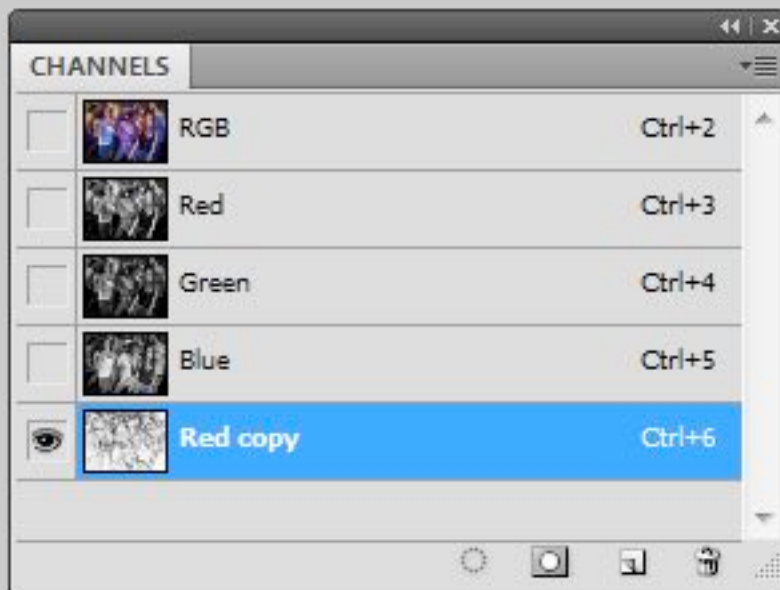 CHANNELS
RGB Ctrl+2
Red Ctrl+3
Green Ctrl+4
Blue Ctrl+5
Red copy Ctrl+6